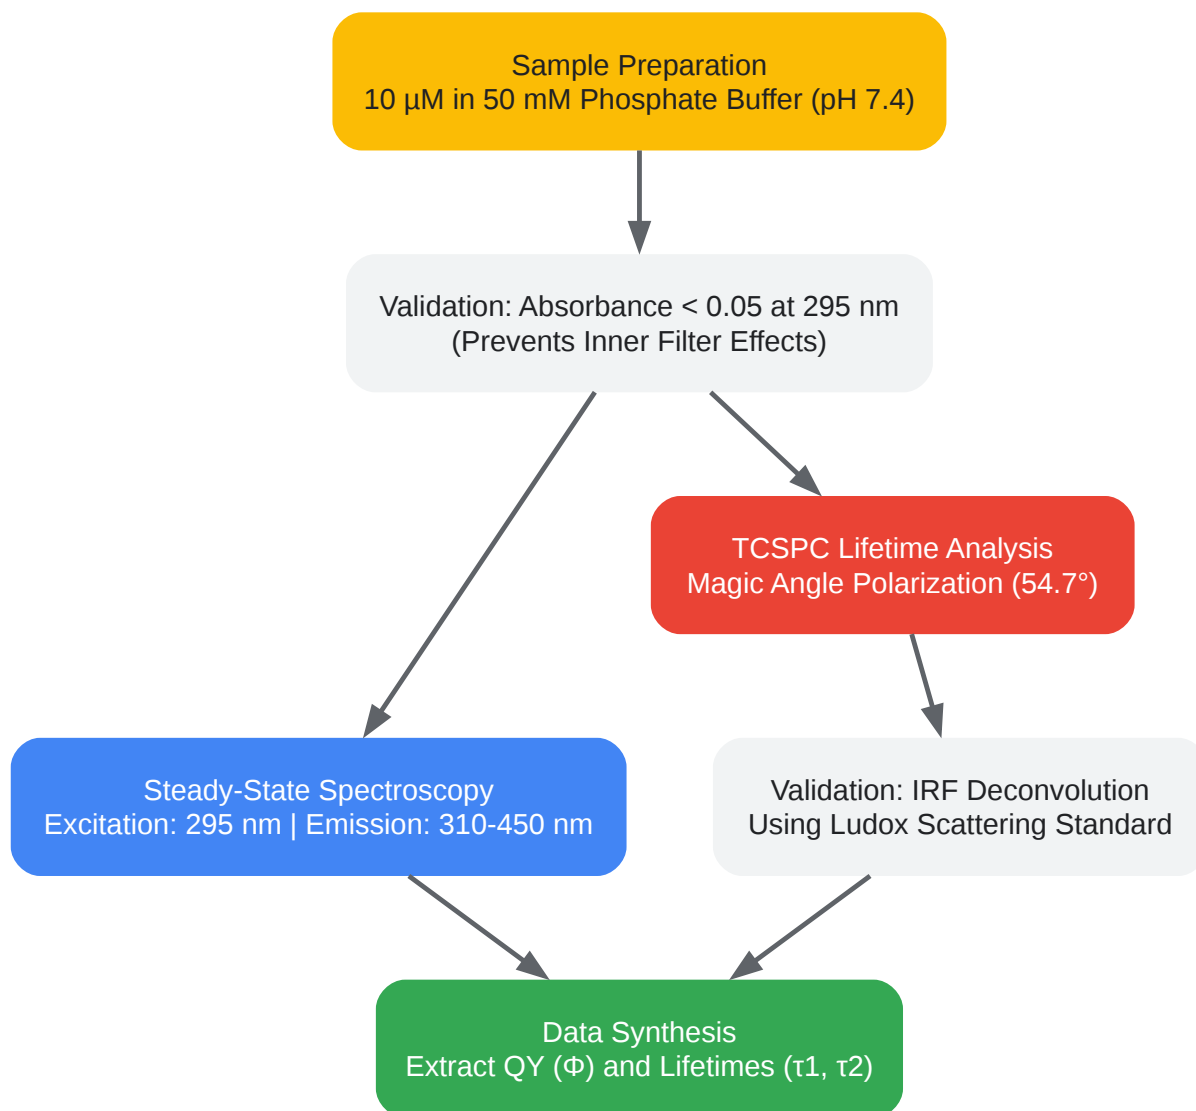 Sample Preparation
10 µM in 50 mM Phosphate Buffer (pH 7.4)
Validation: Absorbance < 0.05 at 295 nm
(Prevents Inner Filter Effects)
TCSPC Lifetime Analysis
Magic Angle Polarization (54.7°)
Steady-State Spectroscopy
Excitation: 295 nm | Emission: 310-450 nm
Validation: IRF Deconvolution
Using Ludox Scattering Standard
Data Synthesis
Extract QY (Φ) and Lifetimes (τ1, τ2)